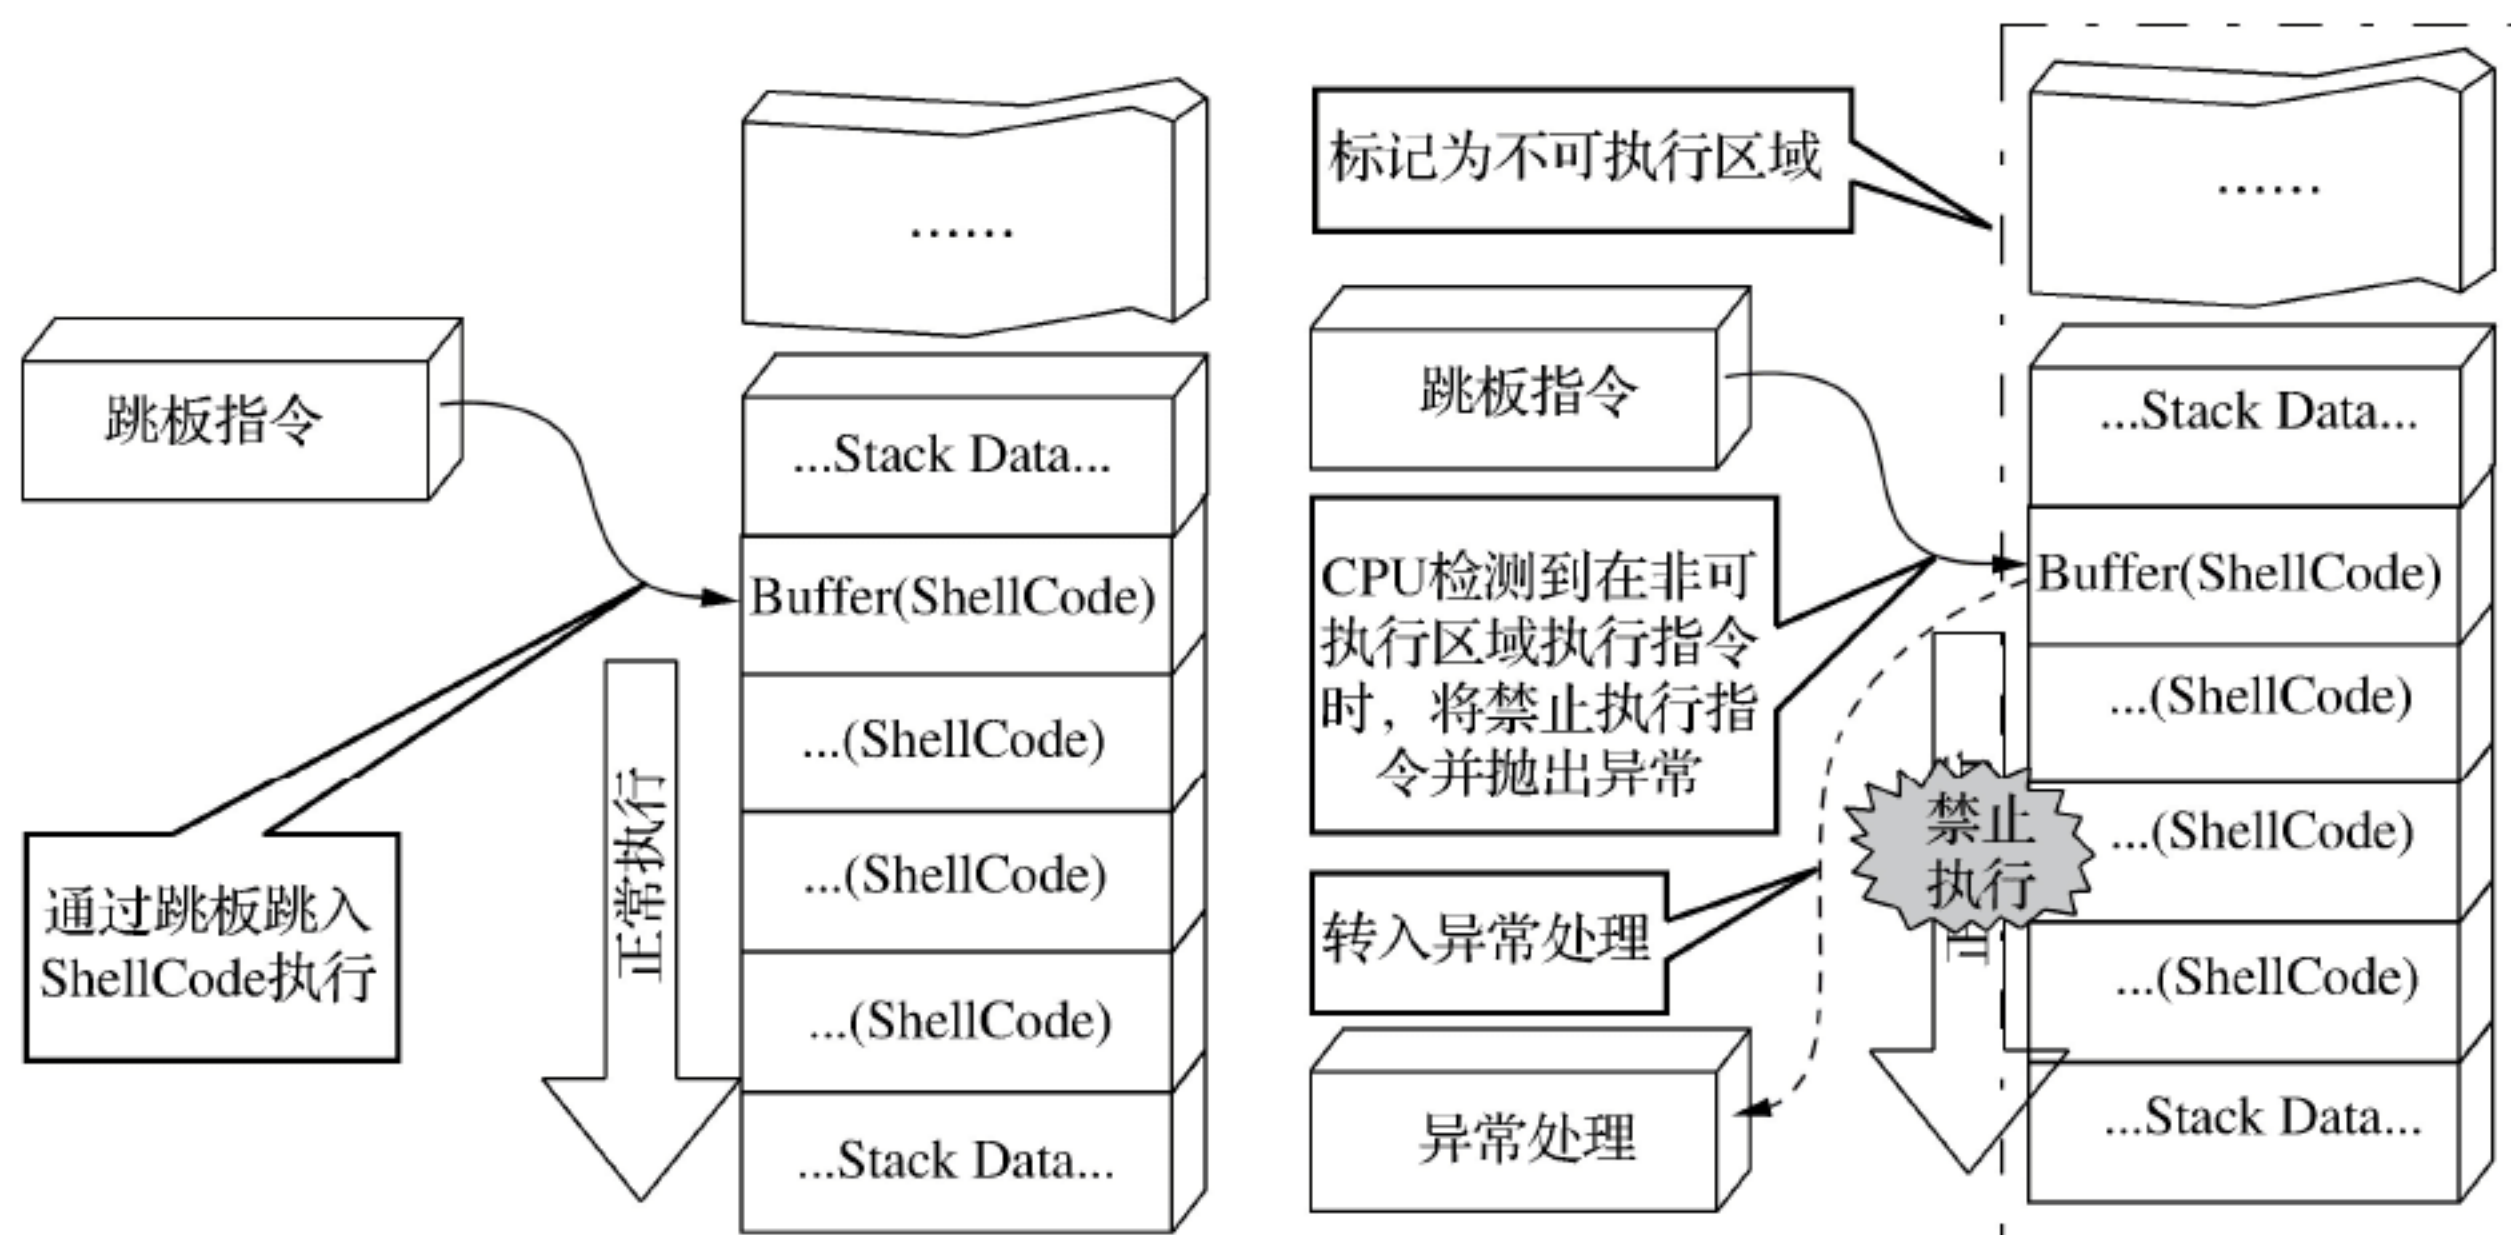 ......
跳板指令
...Stack Data...
Buffer(ShellCode)
...(ShellCode)
...(ShellCode)
...(ShellCode)
...Stack Data...
正常执行
通过跳板跳入
ShellCode执行
标记为不可执行区域
......
跳板指令
...Stack Data...
CPU检测到在非可
执行区域执行指令
时，将禁止执行指
令并抛出异常
Buffer(ShellCode)
...(ShellCode)
...(ShellCode)
...(ShellCode)
...Stack Data...
禁止
执行
正
转入异常处理
异常处理